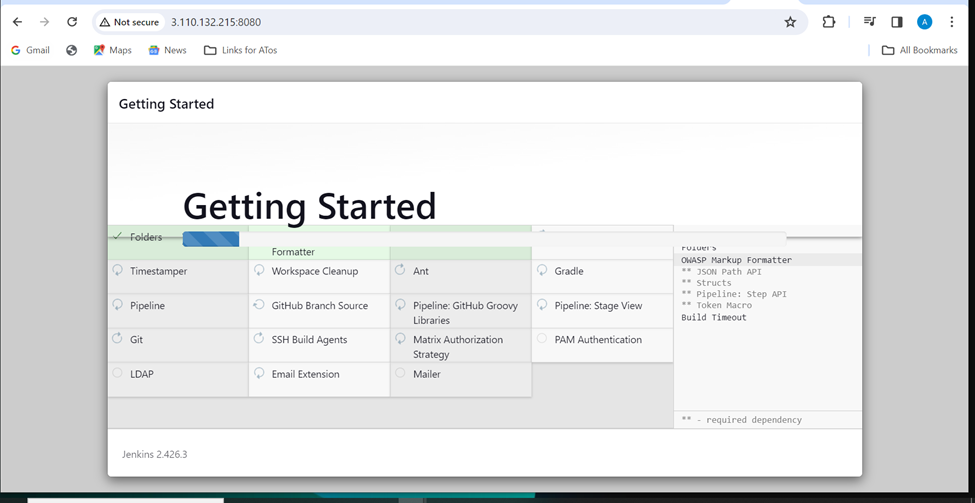 Not secure 3.110.132.215:8080
A
Gmail Maps News Links for ATos All Bookmarks
Getting Started
Getting Started
Folders
Formatter
Folders
OWASP Markup Formatter
Timestamper Workspace Cleanup Ant Gradle
** JSON Path API
** Structs
** Pipeline: Step API
Pipeline GitHub Branch Source Pipeline: GitHub Groovy Pipeline: Stage View
Libraries
** Token Macro
Build Timeout
Git SSH Build Agents Matrix Authorization PAM Authentication
Strategy
LDAP Email Extension Mailer
** - required dependency
Jenkins 2.426.3